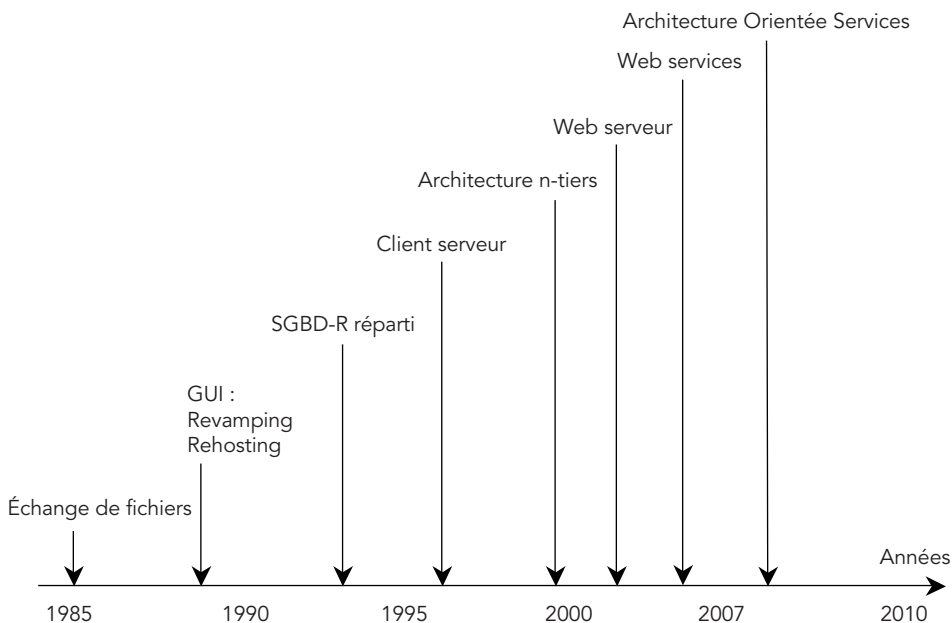 Architecture Orientée Services
Web services
Web serveur
Architecture n-tiers
Client serveur
SGBD-R réparti
GUI :
Revamping
Rehosting
Échange de fichiers
Années
1985 1990 1995 2000 2007 2010